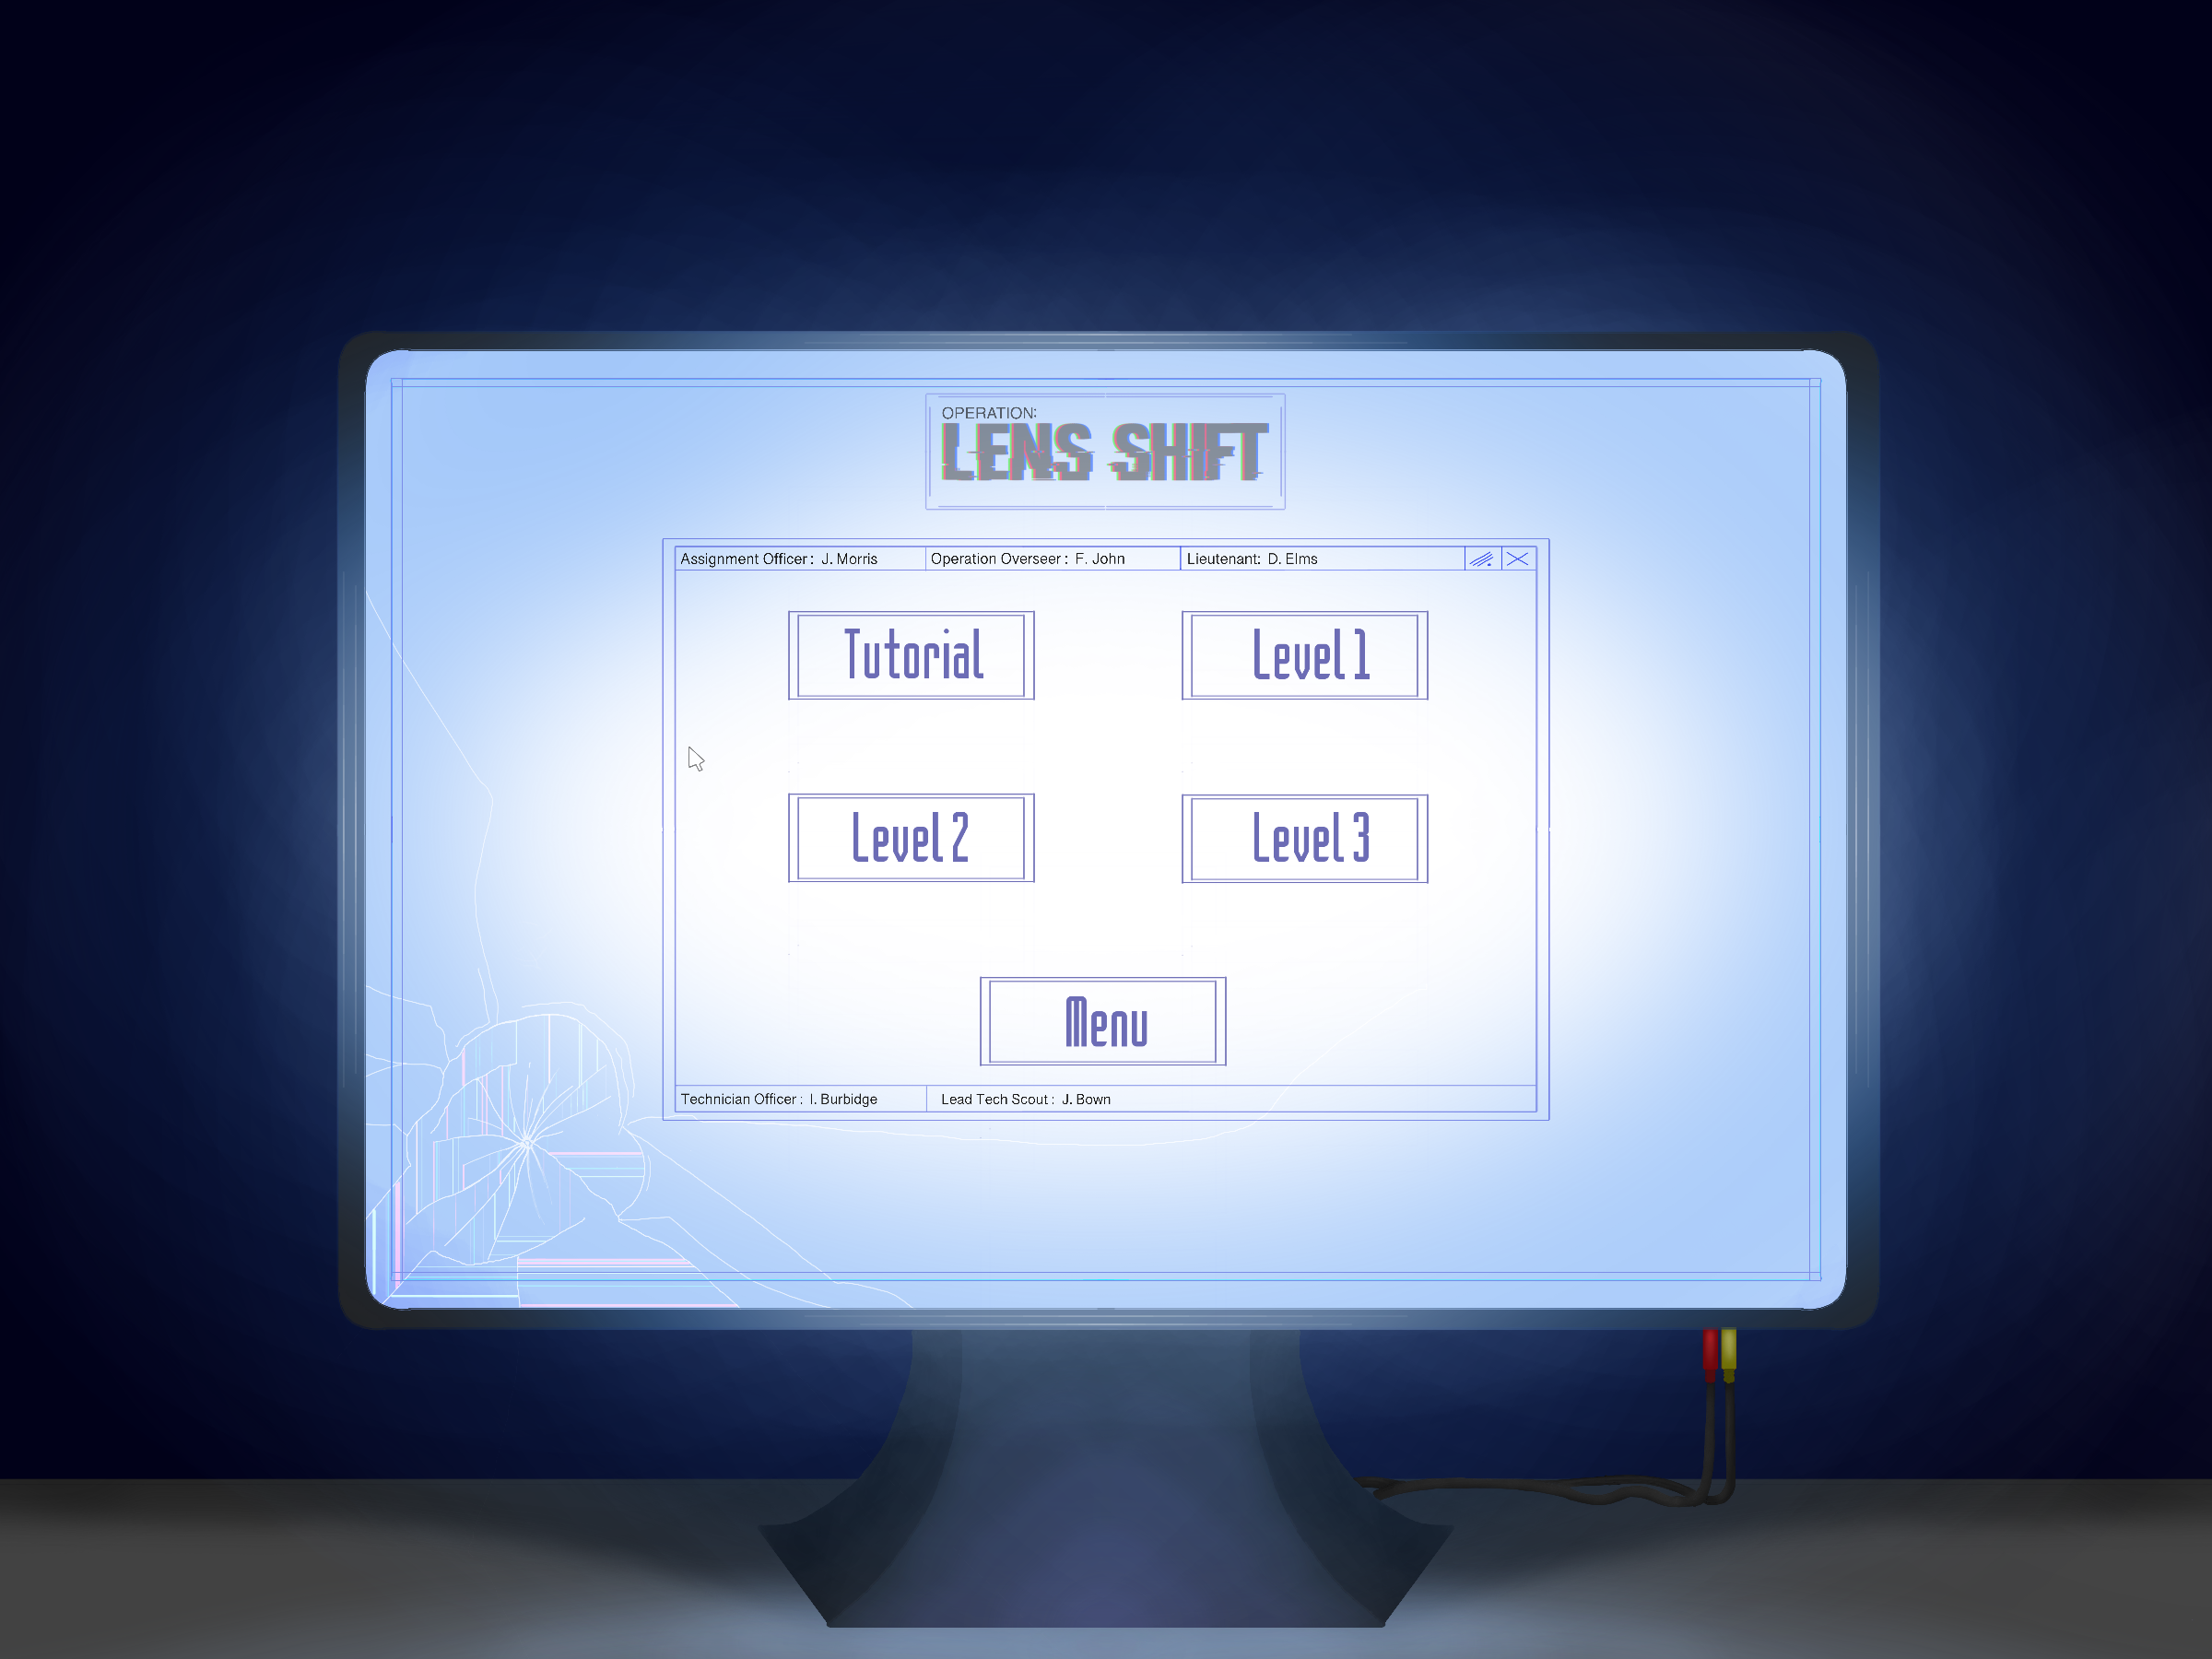 OPERATION:
LENS SHIFT
Assignment Officer: J. Morris
Operation Overseer: F. John
Lieutenant: D. Elms
Tutorial
Level 1
Level 2
Level 3
Menu
Technician Officer: I. Burbidge
Lead Tech Scout: J. Bown